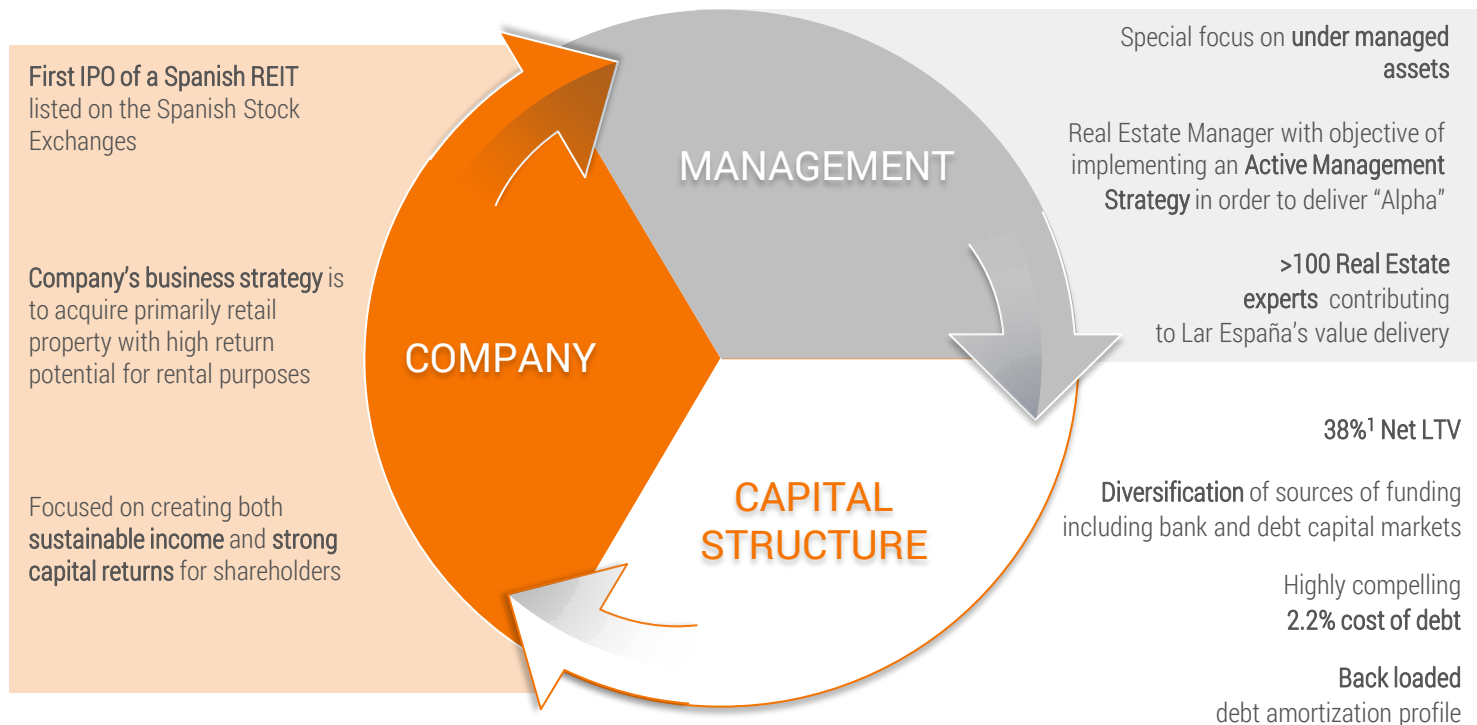 First IPO of a Spanish REIT
listed on the Spanish Stock
Exchanges
Company's business strategy is
to acquire primarily retail
property with high return
potential for rental purposes
Focused on creating both
sustainable income and strong
capital returns for shareholders
COMPANY
MANAGEMENT
CAPITAL
STRUCTURE
Special focus on under managed
assets
Real Estate Manager with objective of
implementing an Active Management
Strategy in order to deliver “Alpha”
>100 Real Estate
experts contributing
to Lar España's value delivery
38%¹ Net LTV
Diversification of sources of funding
including bank and debt capital markets
Highly compelling
2.2% cost of debt
Back loaded
debt amortization profile